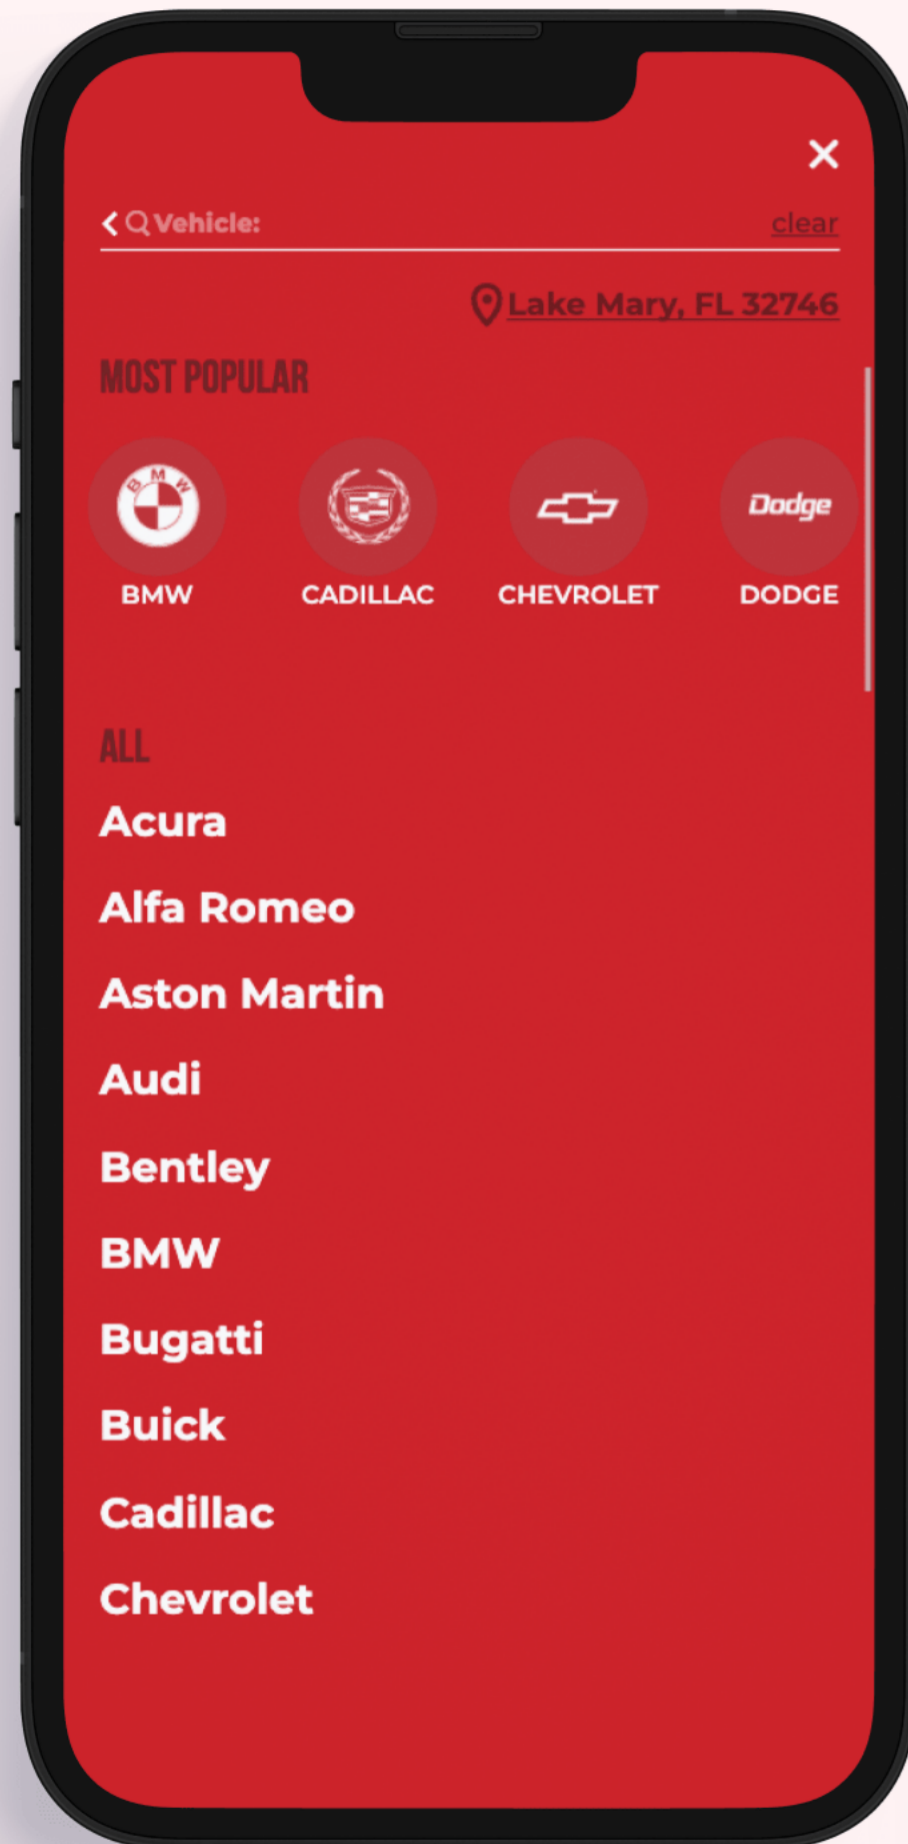 Vehicle:
clear
Lake Mary, FL 32746
MOST POPULAR
BMW
Dodge
BMW
CADILLAC
CHEVROLET
DODGE
ALL
Acura
Alfa Romeo
Aston Martin
Audi
Bentley
BMW
Bugatti
Buick
Cadillac
Chevrolet